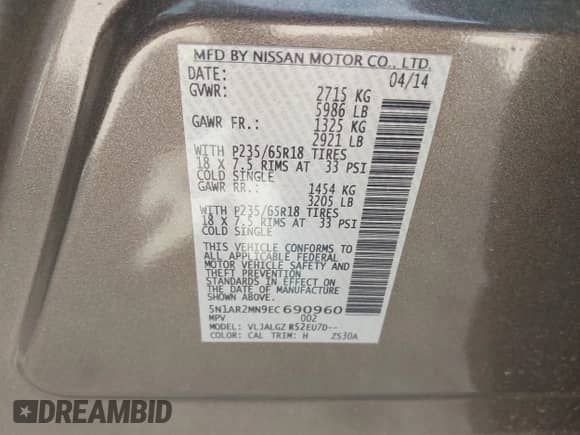 MFD BY NISSAN MOTOR CO., LTD.
DATE: 04/14
GVWR: 2715 KG
5986 LB
GAWR FR.: 1325 KG
2921 LB
WITH P235/65R18 TIRES
18 X 7.5 RIMS AT 33 PSI
COLD SINGLE
GAWR RR.: 1454 KG
3205 LB
WITH P235/65R18 TIRES
18 X 7.5 RIMS AT 33 PSI
COLD SINGLE
THIS VEHICLE CONFORMS TO
ALL APPLICABLE FEDERAL
MOTOR VEHICLE SAFETY AND
THEFT PREVENTION
STANDARDS IN EFFECT ON
THE DATE OF MANUFACTURE
SHOWN ABOVE.
5N1AR2MN9EC690960
MPV 002
MODEL: VLJALGZ R52EU7D--
COLOR: CAL TRIM: H ZS30A
DREAMBID